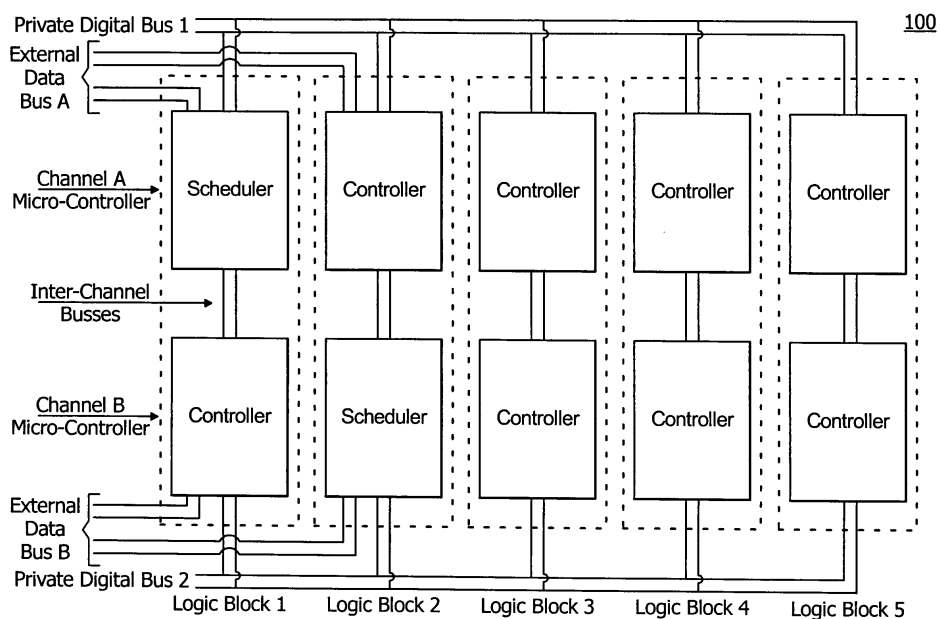 Private Digital Bus 1
100
External
Data
Bus A
Channel A
Micro-Controller
Scheduler
Controller
Controller
Controller
Controller
Inter-Channel
Busses
Channel B
Micro-Controller
Controller
Scheduler
Controller
Controller
Controller
External
Data
Bus B
Private Digital Bus 2
Logic Block 1
Logic Block 2
Logic Block 3
Logic Block 4
Logic Block 5